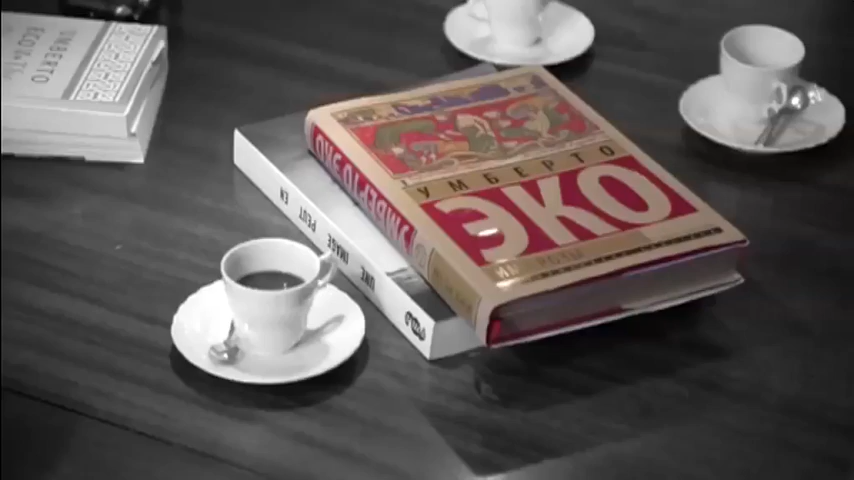 UMBERTO
ECO
УМБЕРТО
ЭКО
УМБЕРТО ЭКО
UNE IMAGE PEUT EN